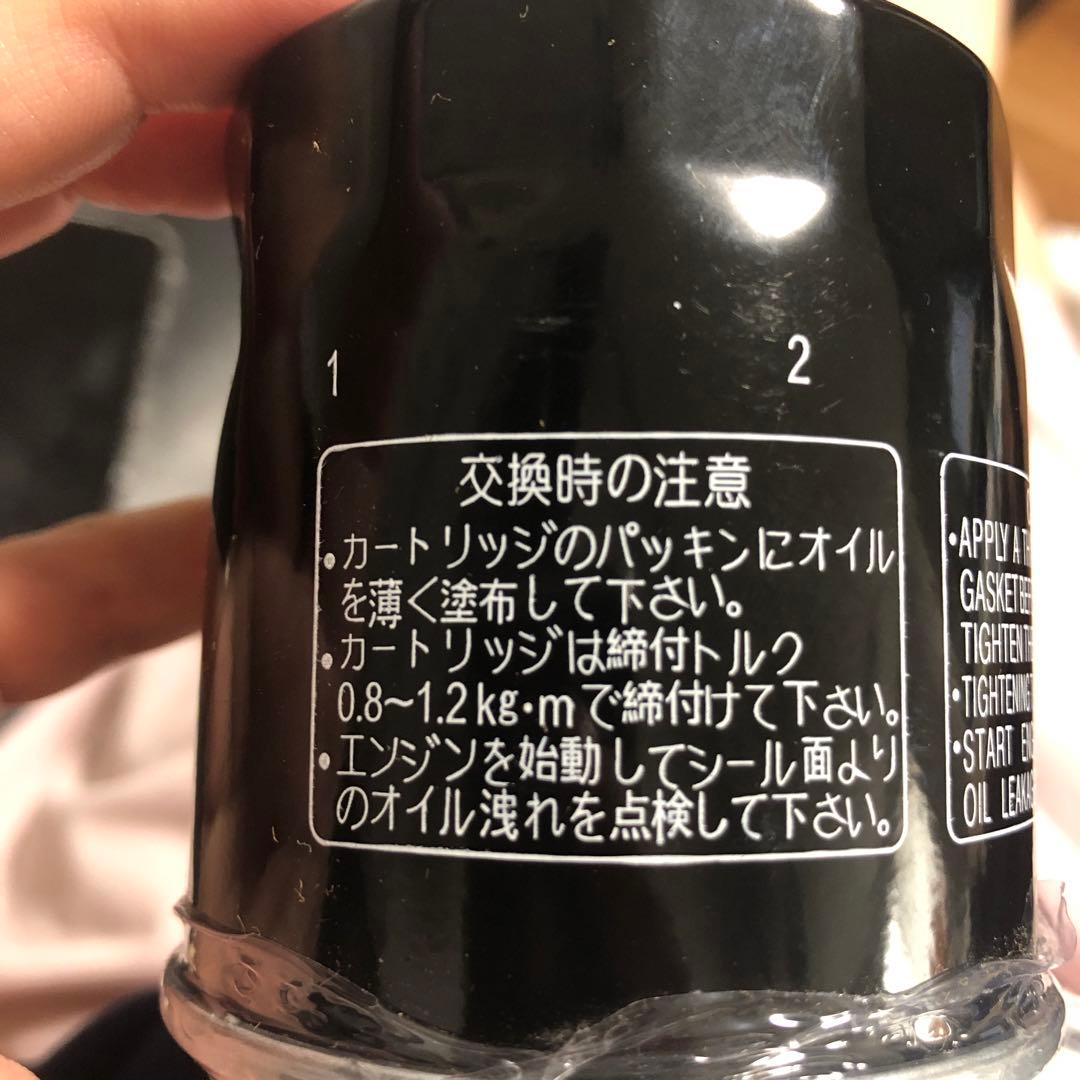 1
2
交換時の注意
・カートリッジのパッキンにオイル
を薄く塗布して下さい。
・カートリッジは締付トルク
0.8〜1.2kg・mで締付けて下さい。
・エンジンを始動してシール面より
のオイル洩れを点検して下さい。
・APPLY A
GASKET
TIGHTEN
・TIGHTENING
・START
OIL